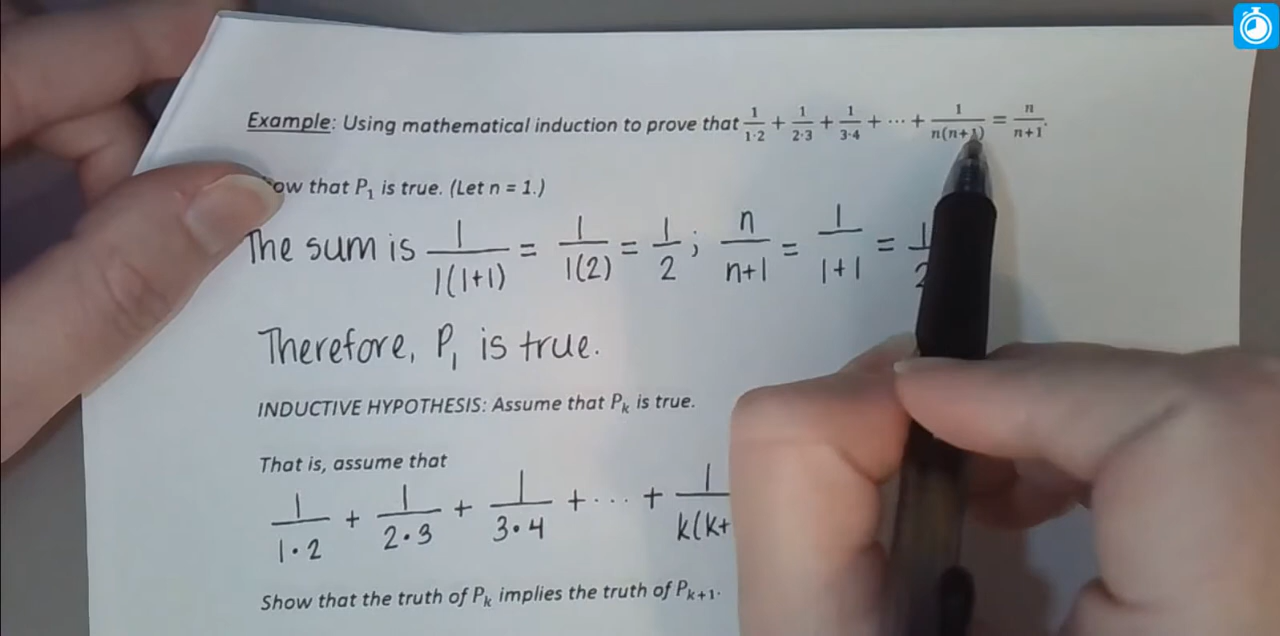 Example: Using mathematical induction to prove that 1/1·2 + 1/2·3 + 1/3·4 + ⋯ + 1/n(n+1) = n/n+1.
that P₁ is true. (Let n = 1.)
The sum is 1/1(1+1) = 1/1(2) = 1/2; n/n+1 = 1/1+1 =
Therefore, P₁ is true.
INDUCTIVE HYPOTHESIS: Assume that Pₖ is true.
That is, assume that
1/1·2 + 1/2·3 + 1/3·4 + ⋯ + 1/k(k+
Show that the truth of Pₖ implies the truth of Pₖ₊₁.